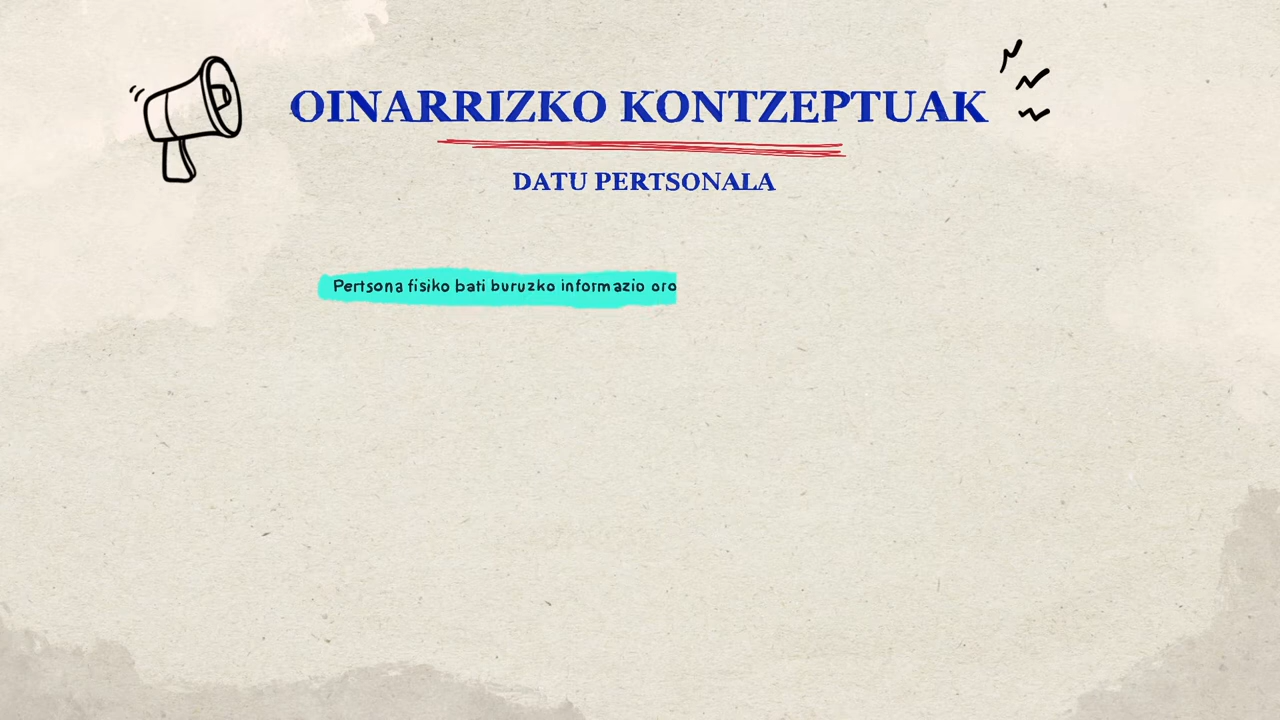 OINARRIZKO KONTZEPTUAK
DATU PERTSONALA
Pertsona fisiko bati buruzko informazio oro